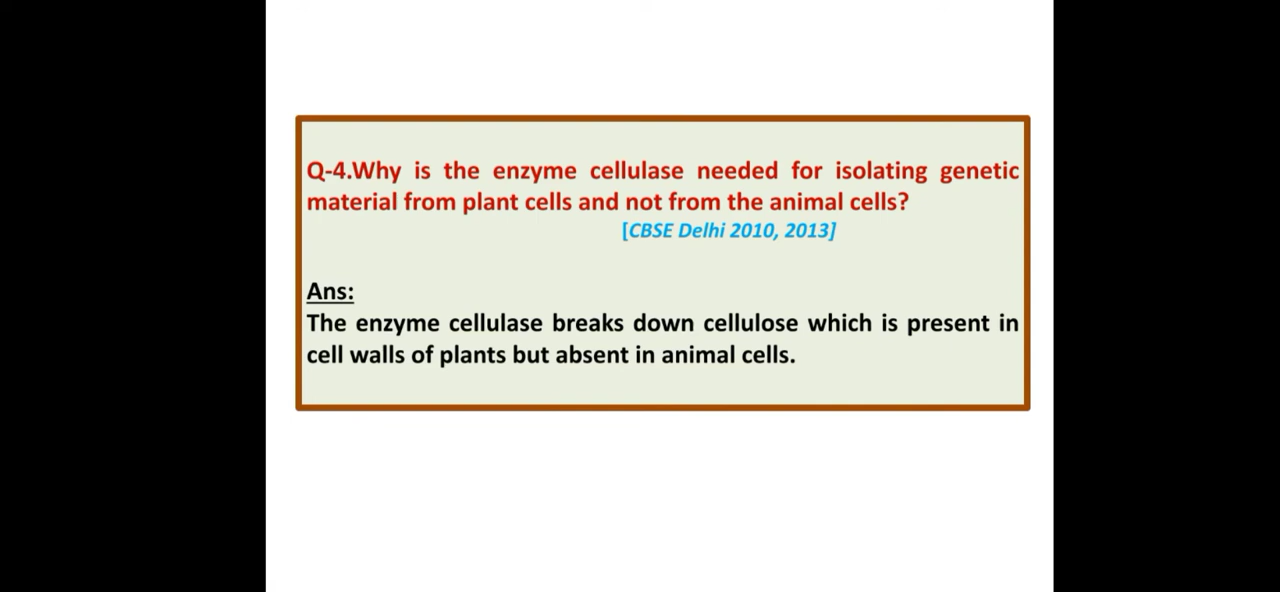 Q-4.Why is the enzyme cellulase needed for isolating genetic
material from plant cells and not from the animal cells?
[CBSE Delhi 2010, 2013]
Ans:
The enzyme cellulase breaks down cellulose which is present in
cell walls of plants but absent in animal cells.